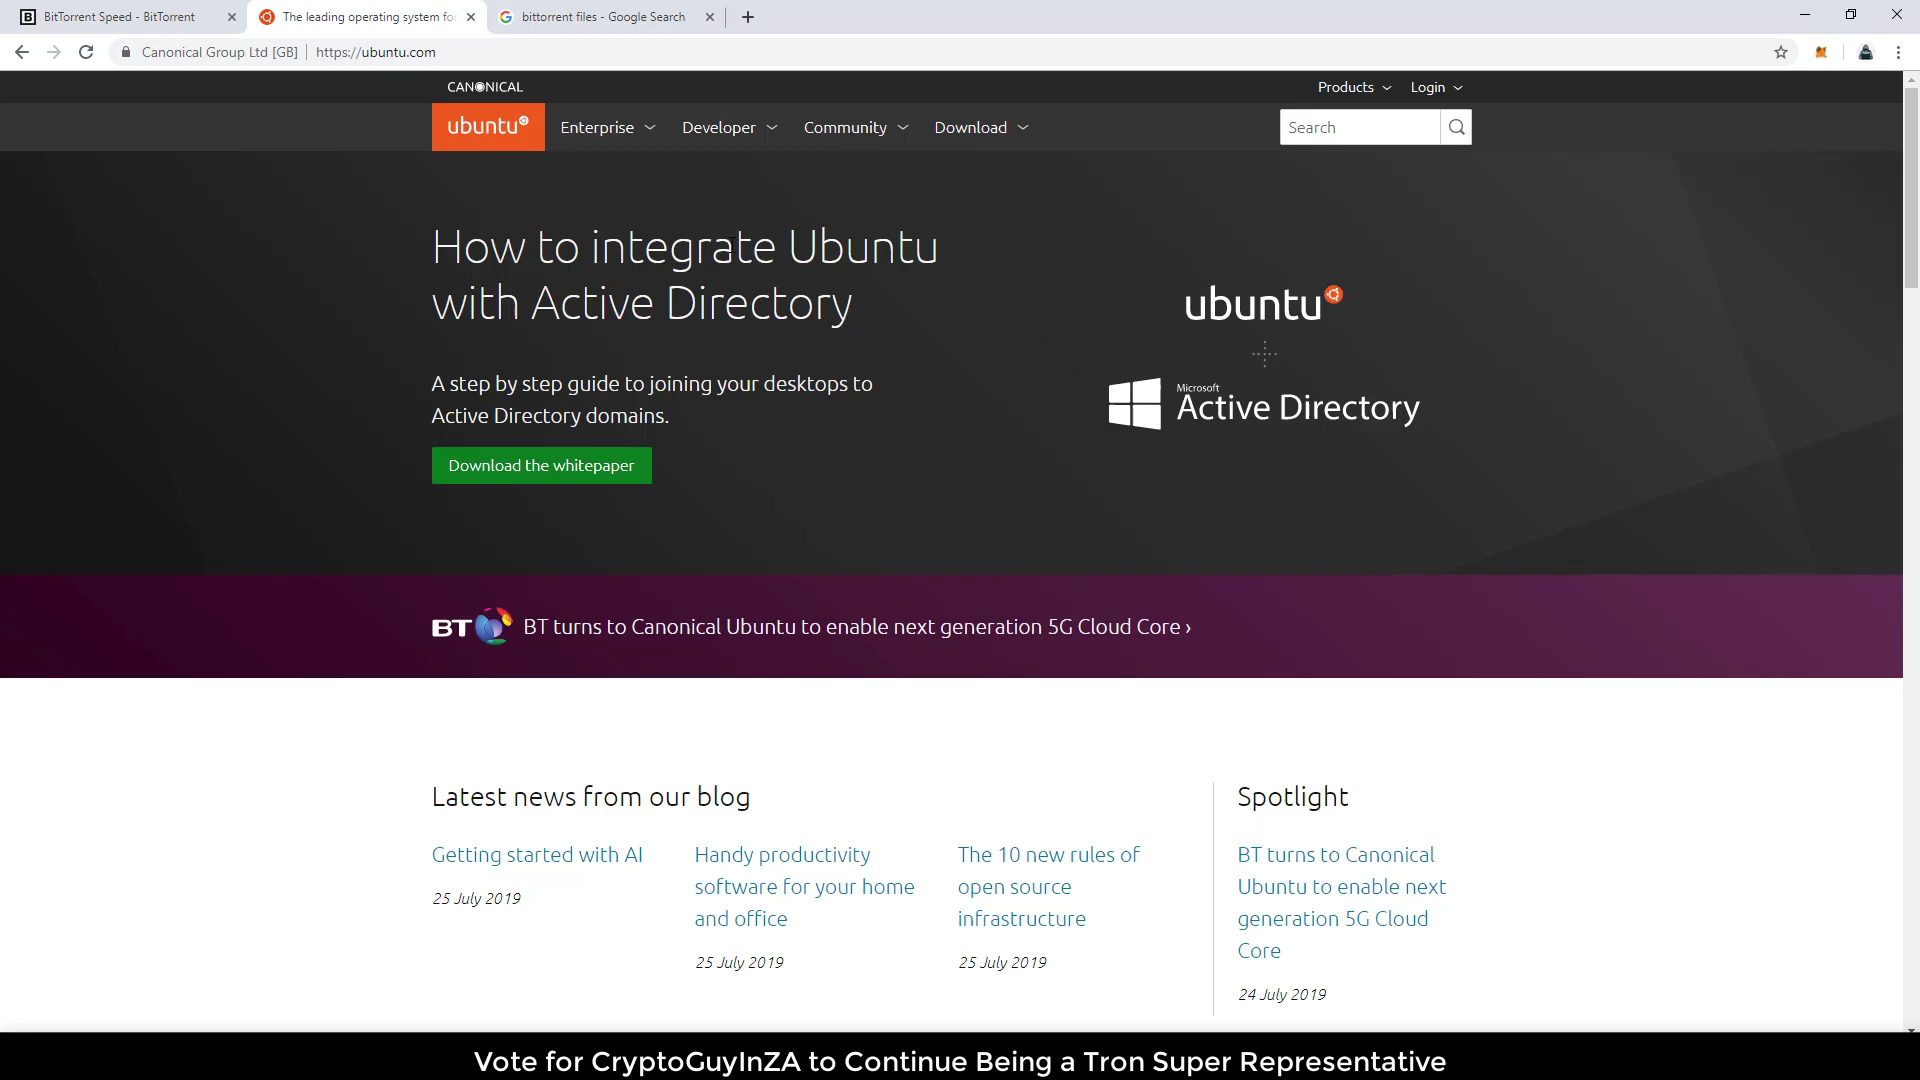 BitTorrent Speed - BitTorrent
The leading operating system for
bittorrent files - Google Search
Canonical Group Ltd [GB]
https://ubuntu.com
CANONICAL
Products
Login
ubuntu
Enterprise
Developer
Community
Download
Search
How to integrate Ubuntu
with Active Directory
A step by step guide to joining your desktops to
Active Directory domains.
Download the whitepaper
ubuntu
Microsoft
Active Directory
BT
BT turns to Canonical Ubuntu to enable next generation 5G Cloud Core ›
Latest news from our blog
Getting started with AI
25 July 2019
Handy productivity
software for your home
and office
25 July 2019
The 10 new rules of
open source
infrastructure
25 July 2019
Spotlight
BT turns to Canonical
Ubuntu to enable next
generation 5G Cloud
Core
24 July 2019
Vote for CryptoGuyInZA to Continue Being a Tron Super Representative